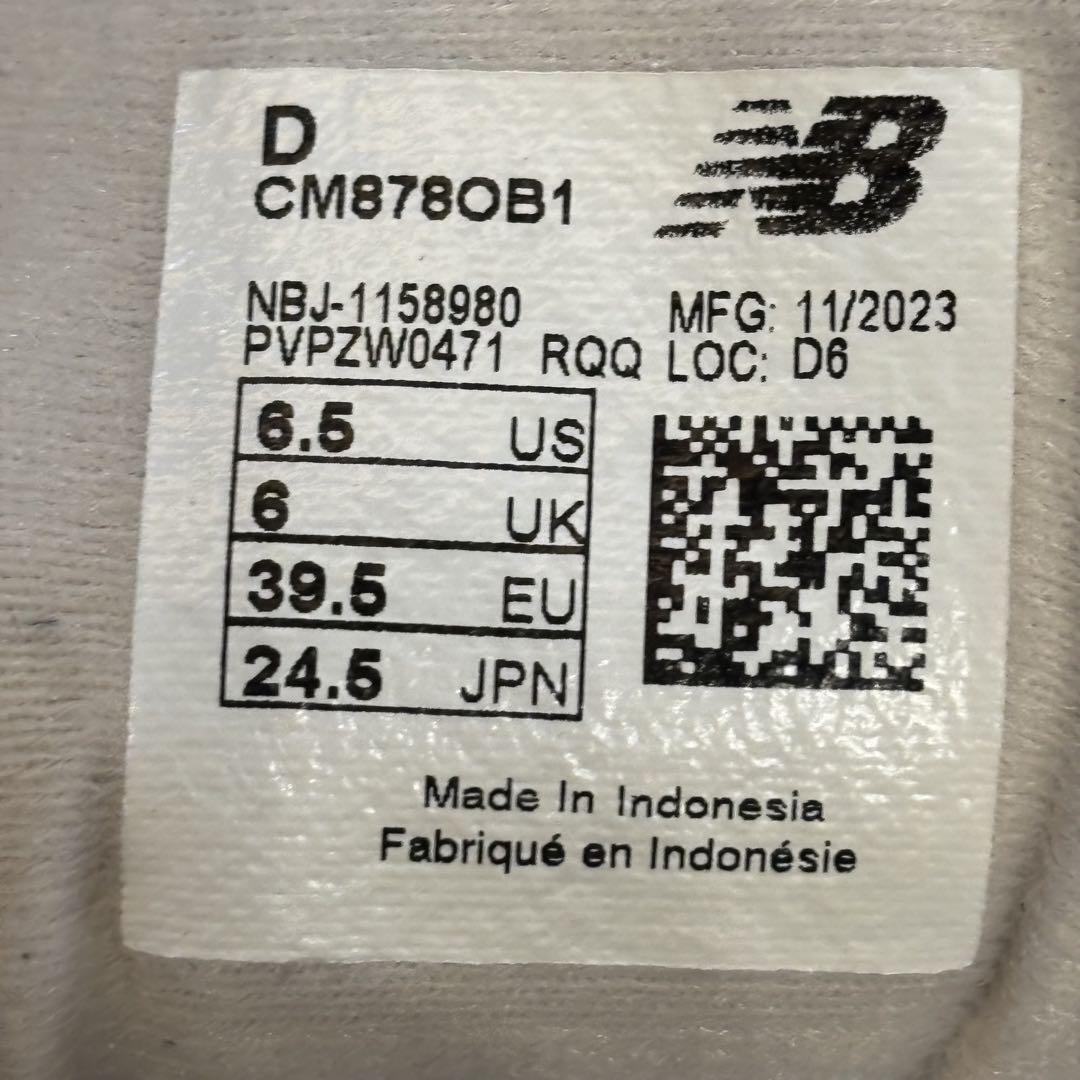 D
CM878OB1
NB
NBJ-1158980 MFG: 11/2023
PVPZW0471 RQQ LOC: D6
6.5 US
6 UK
39.5 EU
24.5 JPN
Made In Indonesia
Fabriqué en Indonésie